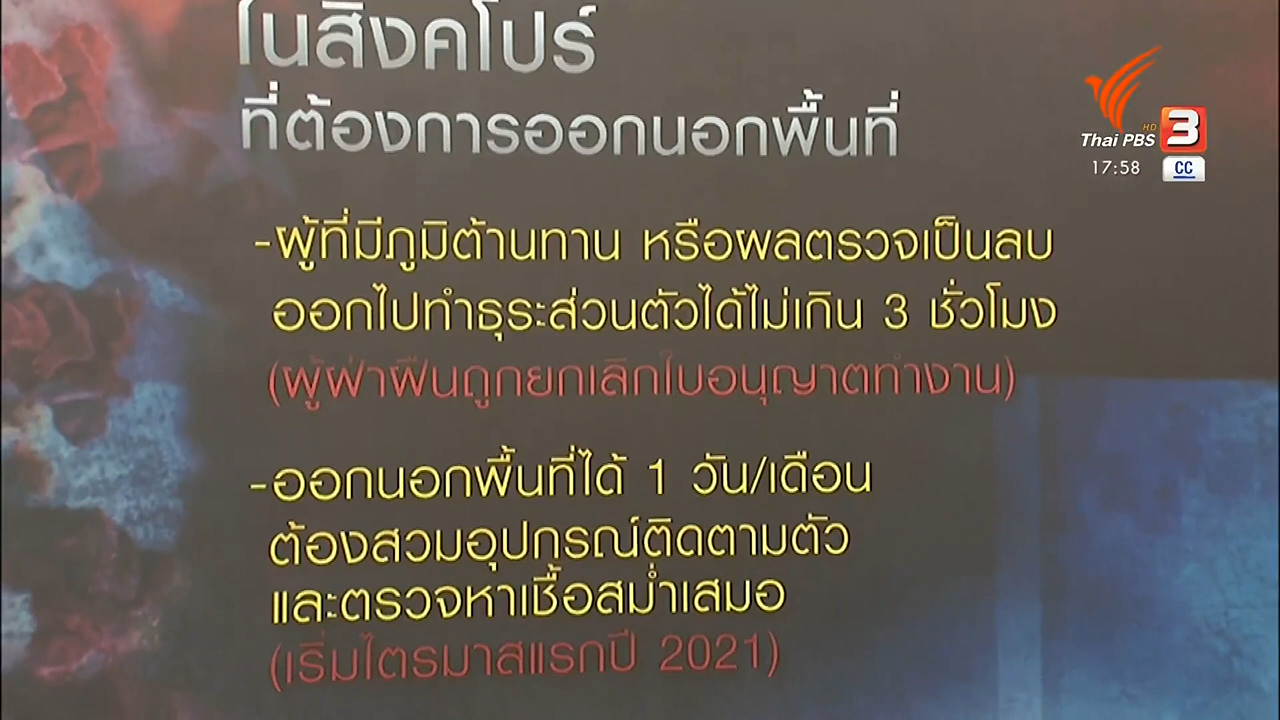 ในสิงคโปร์
ที่ต้องการออกนอกพื้นที่
Thai PBS HD 3
17:58 CC
-ผู้ที่มีภูมิต้านทาน หรือผลตรวจเป็นลบ
ออกไปทำธุระส่วนตัวได้ไม่เกิน 3 ชั่วโมง
(ผู้ฝ่าฝืนถูกยกเลิกใบอนุญาตทำงาน)
-ออกนอกพื้นที่ได้ 1 วัน/เดือน
ต้องสวมอุปกรณ์ติดตามตัว
และตรวจหาเชื้อสม่ำเสมอ
(เริ่มไตรมาสแรกปี 2021)